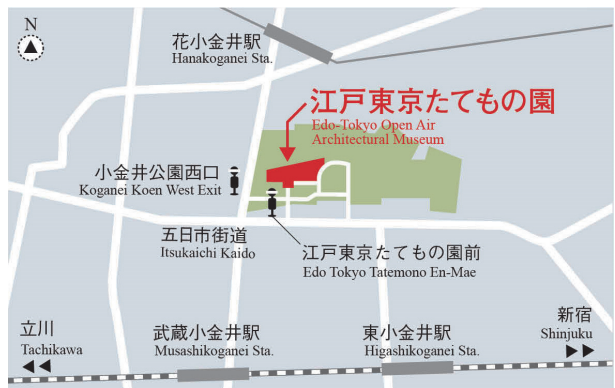 N
花小金井駅
Hanakoganei Sta.
江戸東京たてもの園
Edo-Tokyo Open Air
Architectural Museum
小金井公園西口
Koganei Koen West Exit
五日市街道
Itsukaichi Kaido
江戸東京たてもの園前
Edo Tokyo Tatemono En-Mae
立川
Tachikawa
武蔵小金井駅
Musashikoganei Sta.
東小金井駅
Higashikoganei Sta.
新宿
Shinjuku